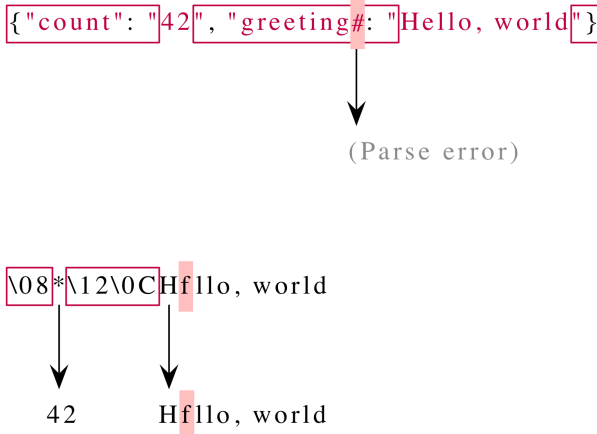 {"count": "42", "greeting#: "Hello, world"}
(Parse error)
\08*\12\0CHfllo, world
42 Hfllo, world